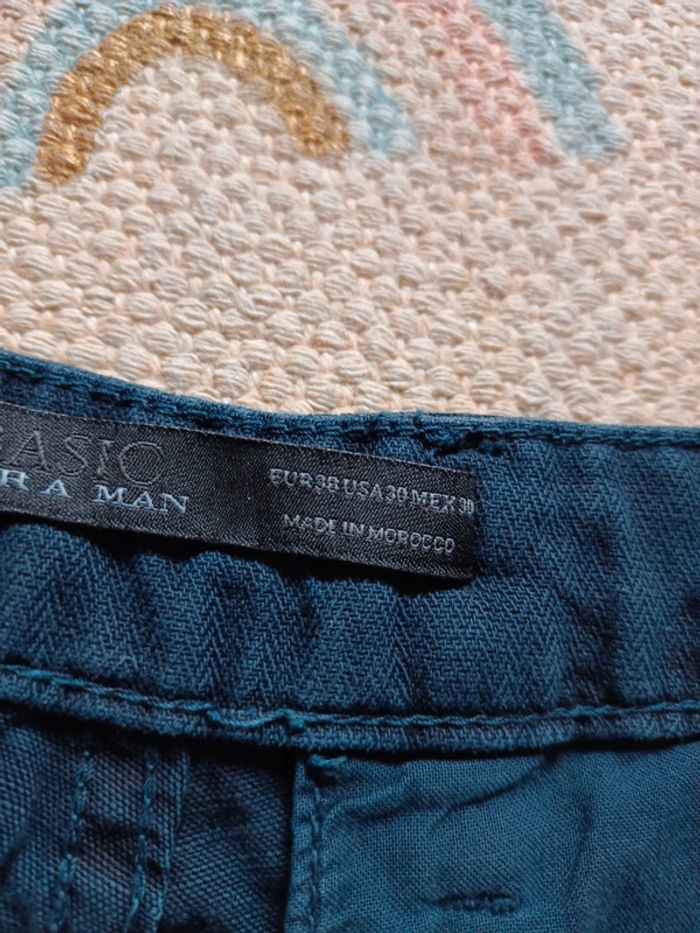 ASIC
R A MAN
EUR 38 USA 30 MEX 30
MADE IN MOROCCO